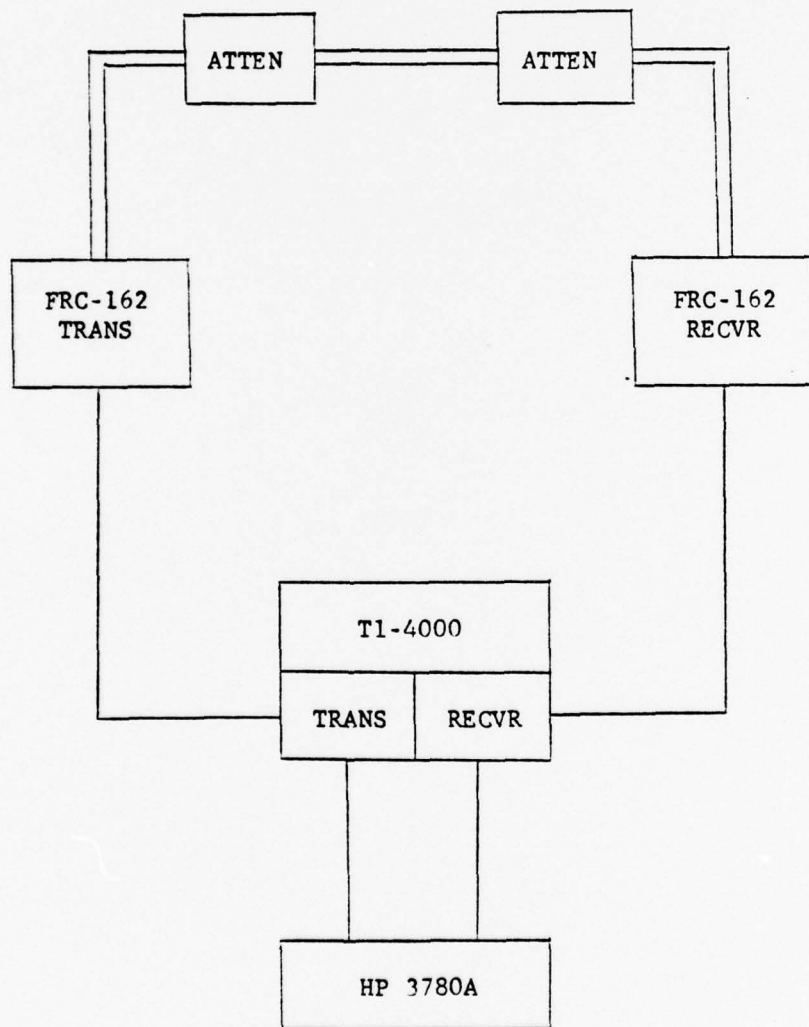 ATTEN
ATTEN
FRC-162
TRANS
FRC-162
RECVR
T1-4000
TRANS
RECVR
HP 3780A